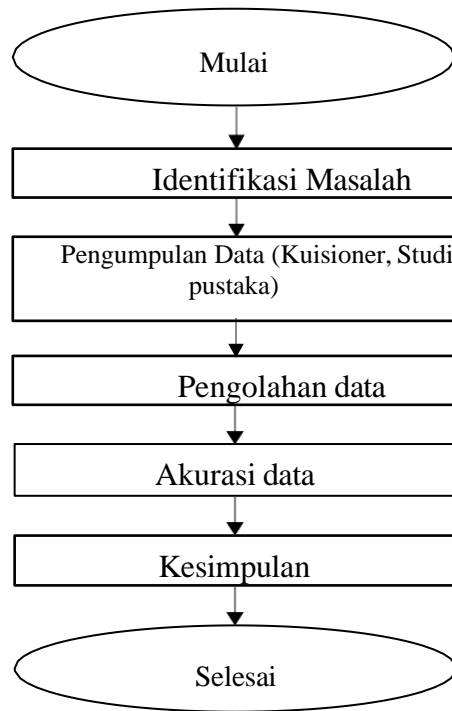 Mulai
Identifikasi Masalah
Pengumpulan Data (Kuisioner, Studi
pustaka)
Pengolahan data
Akurasi data
Kesimpulan
Selesai